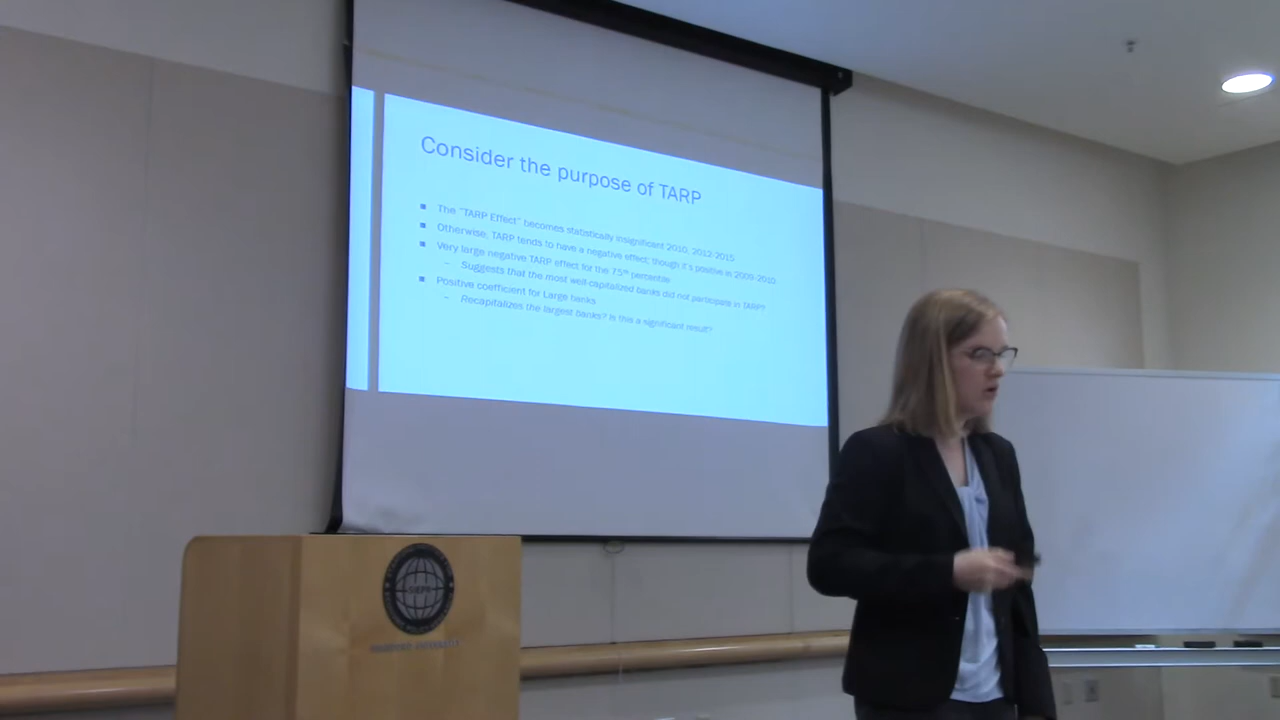 Consider the purpose of TARP
■ The "TARP Effect" becomes statistically insignificant 2010, 2012-2015
■ Otherwise, TARP tends to have a negative effect; though it's positive in 2009-2010
■ Very large negative TARP effect for the 75th percentile
– Suggests that the most well-capitalized banks did not participate in TARP?
■ Positive coefficient for Large banks
– Recapitalizes the largest banks? Is this a significant result?
SIEPR
STANFORD UNIVERSITY